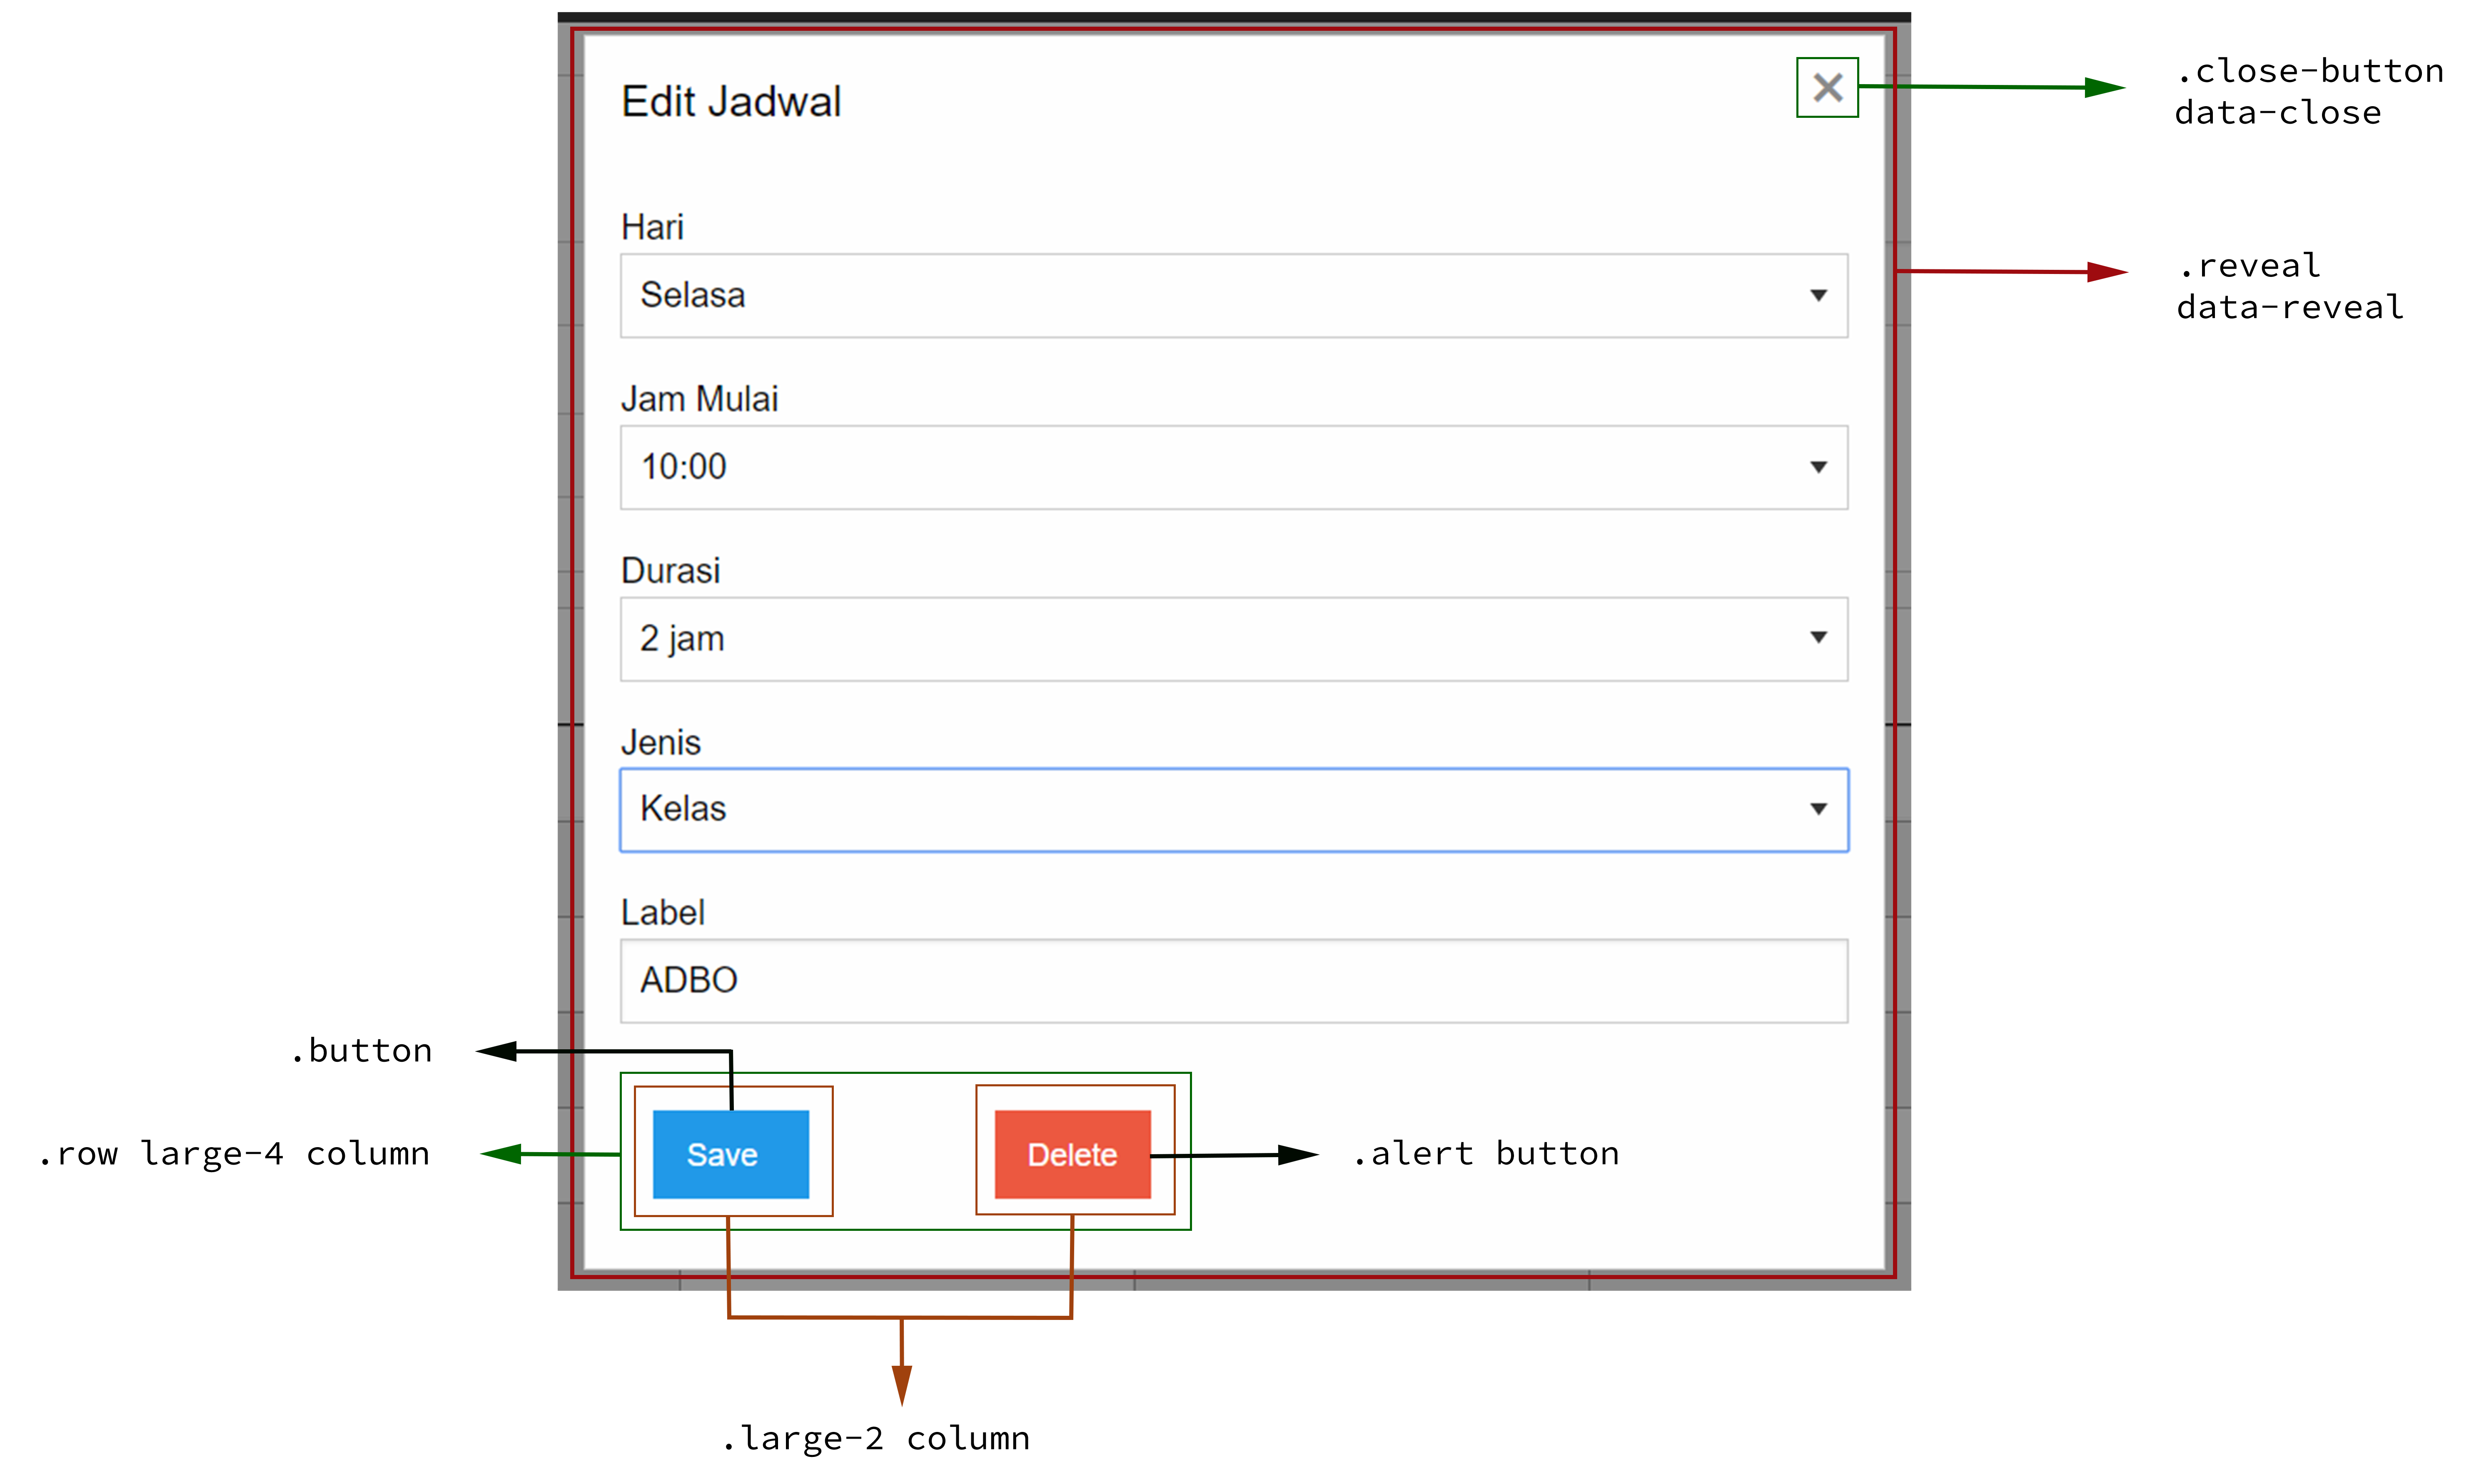 Edit Jadwal
.close-button
data-close
Hari
Selasa
.reveal
data-reveal
Jam Mulai
10:00
Durasi
2 jam
Jenis
Kelas
Label
ADBO
.button
.row large-4 column
Save
Delete
.alert button
.large-2 column